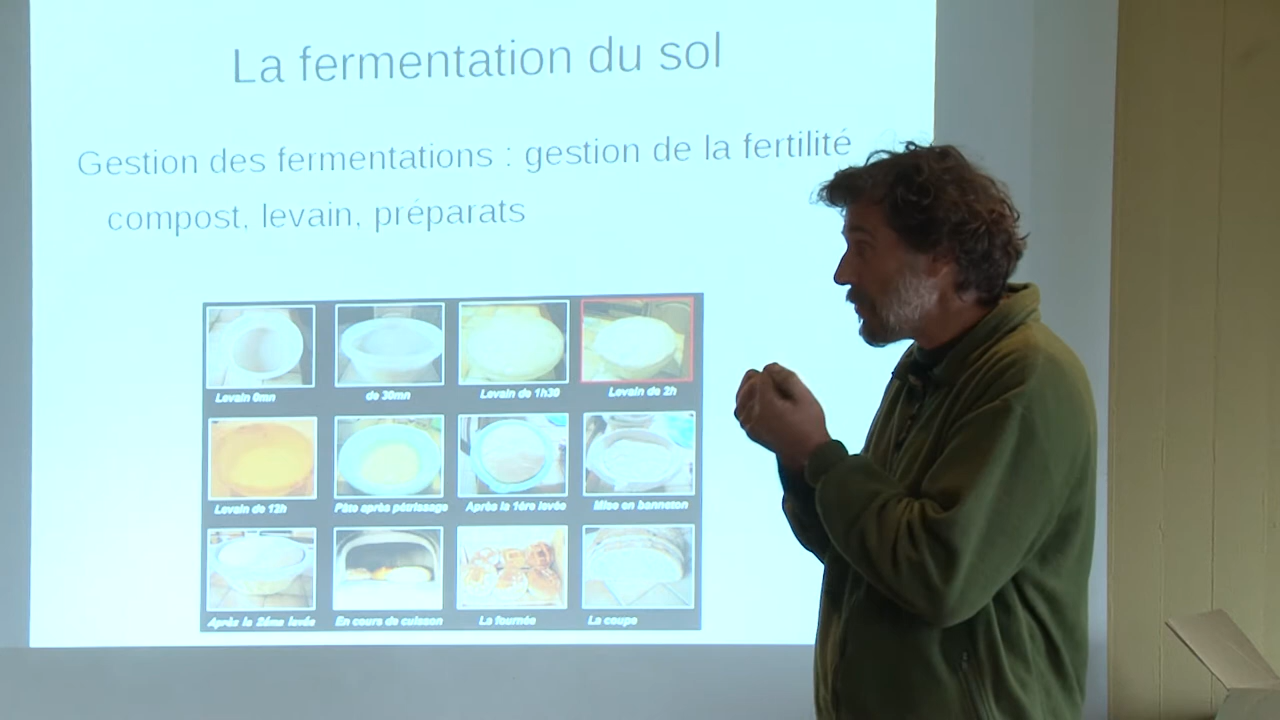 La fermentation du sol
Gestion des fermentations : gestion de la fertilité
compost, levain, préparats
Levain 0mn
de 30mn
Levain de 1h30
Levain de 2h
Levain de 12h
Pâte après pétrissage
Après la 1ére levée
Mise en banneton
Après la 2éme levée
En cours de cuisson
La fournée
La coupe